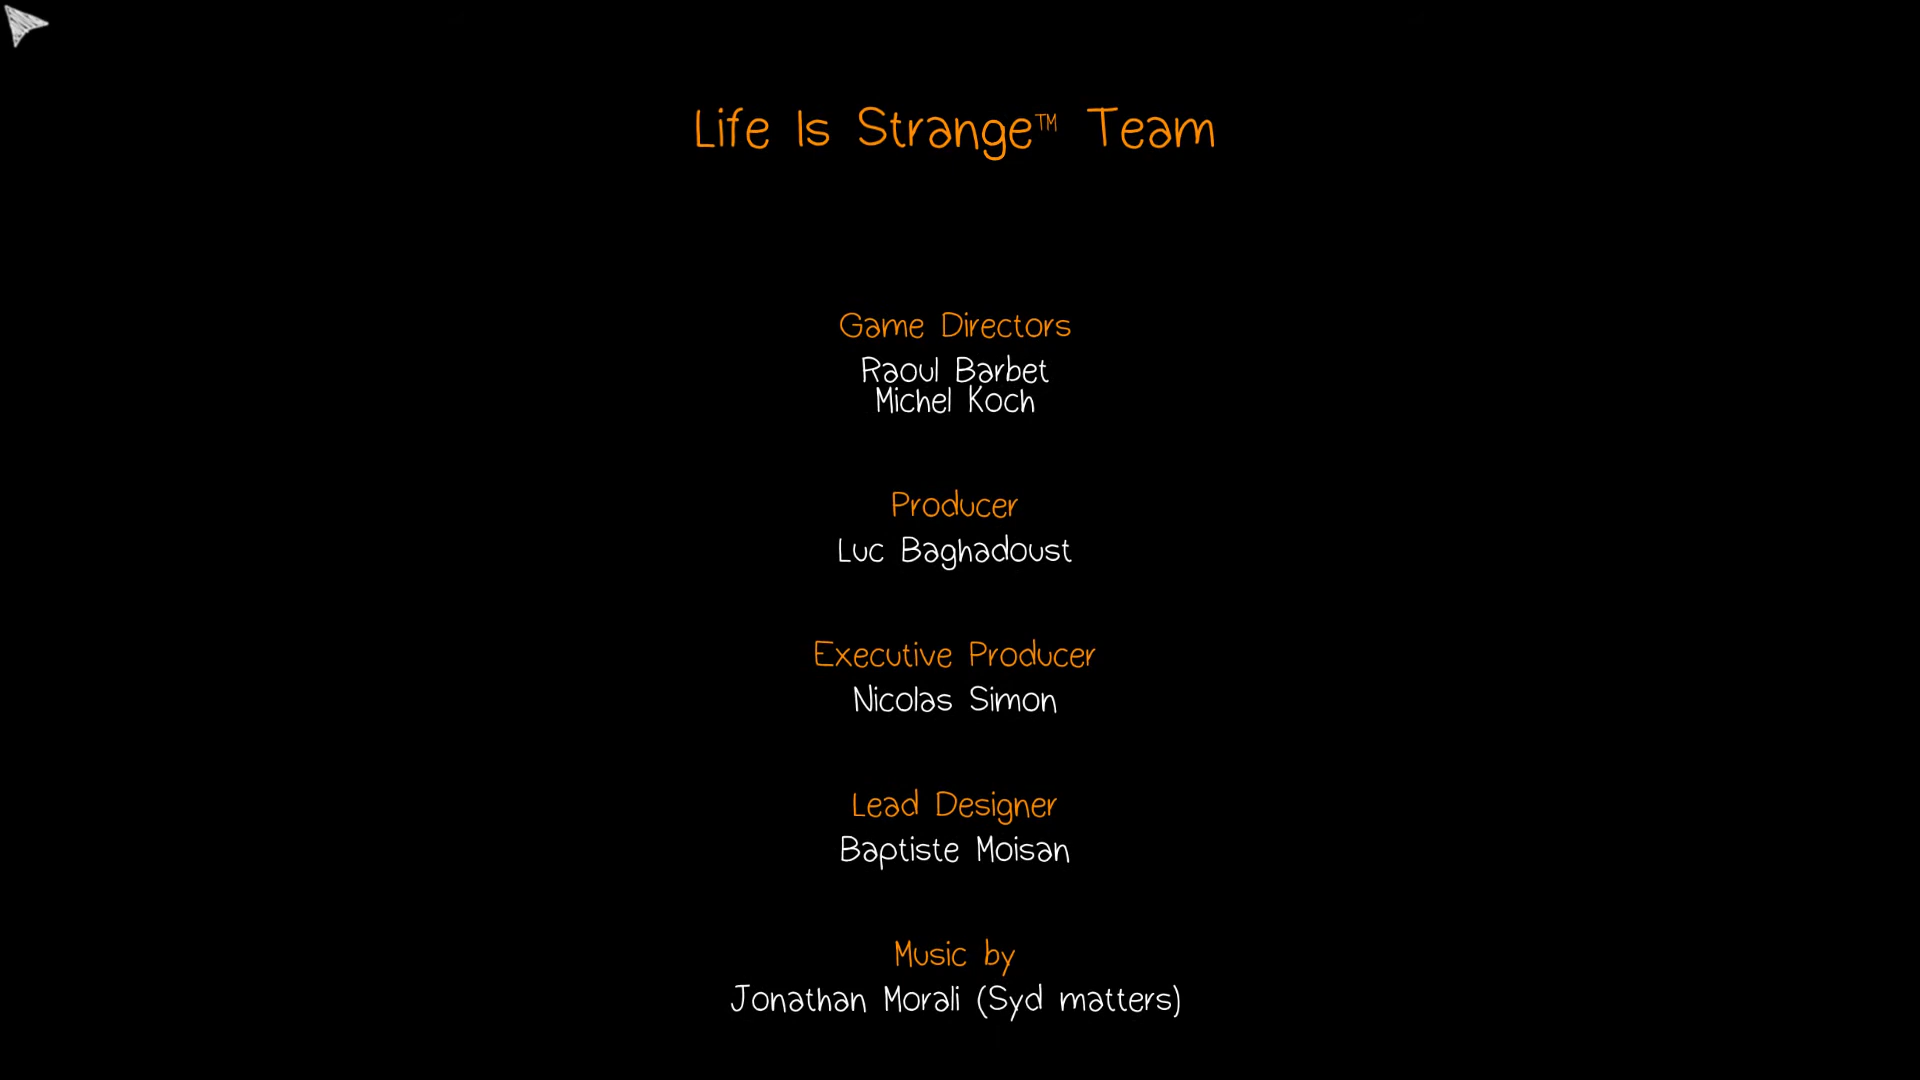 Life Is Strange™ Team
Game Directors
Raoul Barbet
Michel Koch
Producer
Luc Baghadoust
Executive Producer
Nicolas Simon
Lead Designer
Baptiste Moisan
Music by
Jonathan Morali (Syd matters)